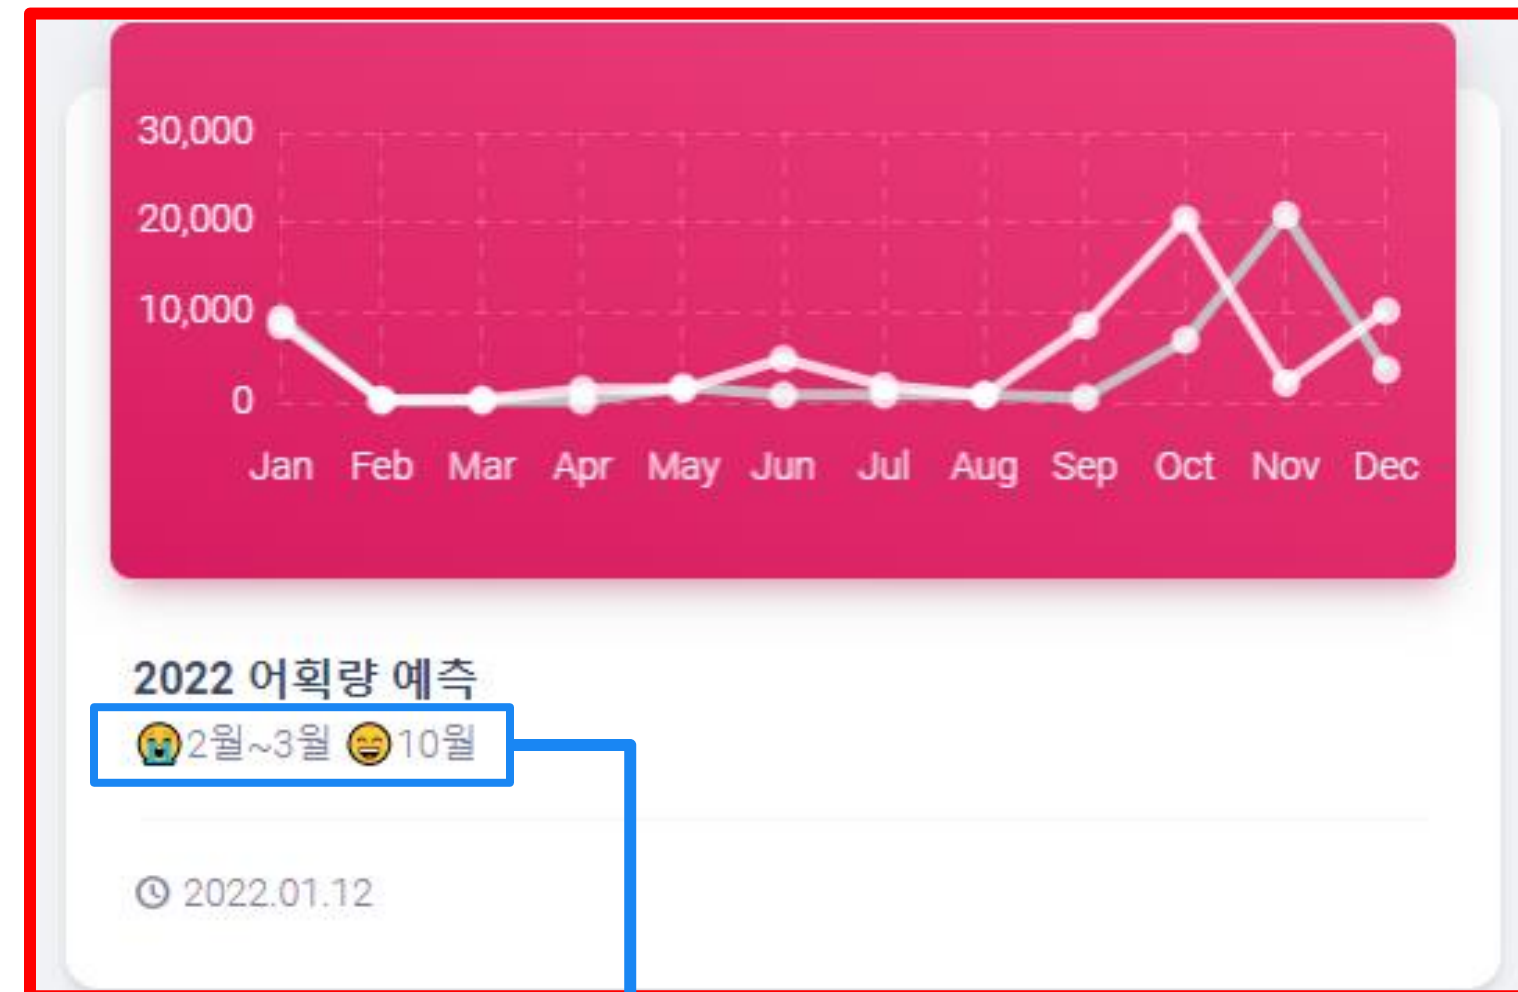 30,000
20,000
10,000
0
Jan Feb Mar Apr May Jun Jul Aug Sep Oct Nov Dec
2022 어획량 예측
😭2월~3월 😄10월
2022.01.12